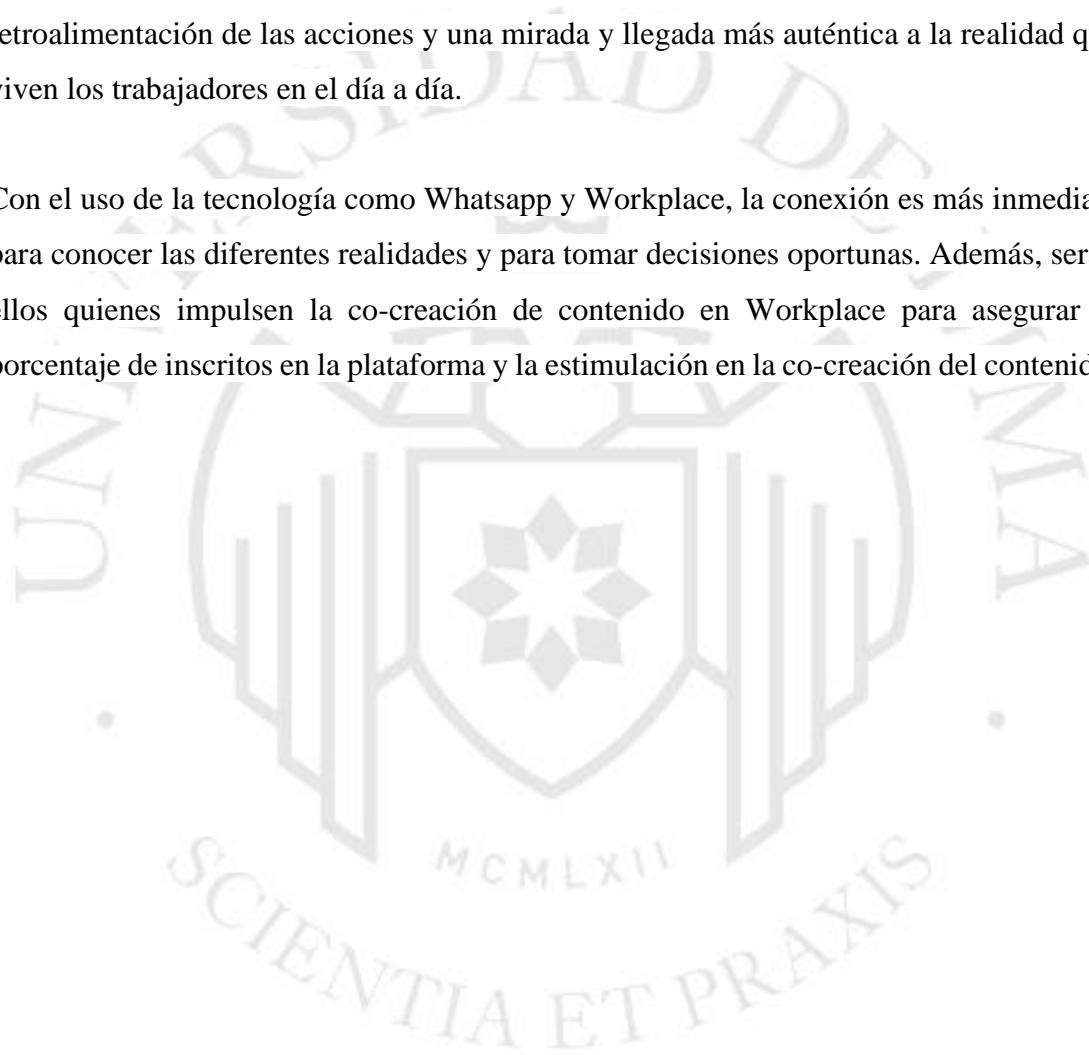 etroalimentación de las acciones y una mirada y llegada más auténtica a la realidad q
viven los trabajadores en el día a día.
Con el uso de la tecnología como Whatsapp y Workplace, la conexión es más inmedia
para conocer las diferentes realidades y para tomar decisiones oportunas. Además, ser
ellos quienes impulsen la co-creación de contenido en Workplace para asegurar
porcentaje de inscritos en la plataforma y la estimulación en la co-creación del contenid
UNIVERSIDAD DE LIMA
MCMLXII
SCIENTIA ET PRAXIS